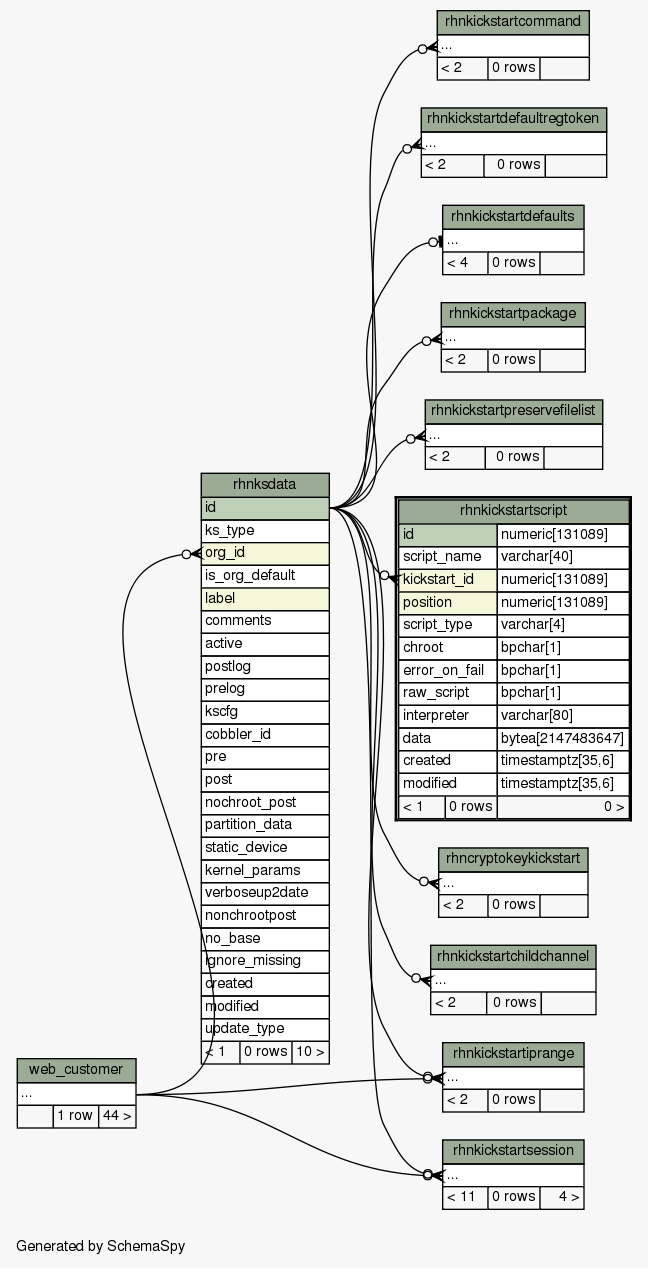 rhnkickstartcommand
...
< 2 0 rows
rhnkickstartdefaultregtoken
...
< 2 0 rows
rhnkickstartdefaults
...
< 4 0 rows
rhnkickstartpackage
...
< 2 0 rows
rhnkickstartpreservefilelist
...
< 2 0 rows
rhnksdata
id
ks_type
org_id
is_org_default
label
comments
active
postlog
prelog
kscfg
cobbler_id
pre
post
nochroot_post
partition_data
static_device
kernel_params
verboseup2date
nonchrootpost
no_base
ignore_missing
created
modified
update_type
< 1 0 rows 10 >
rhnkickstartscript
id numeric[131089]
script_name varchar[40]
kickstart_id numeric[131089]
position numeric[131089]
script_type varchar[4]
chroot bpchar[1]
error_on_fail bpchar[1]
raw_script bpchar[1]
interpreter varchar[80]
data bytea[2147483647]
created timestamptz[35,6]
modified timestamptz[35,6]
< 1 0 rows 0 >
rhncryptokeykickstart
...
< 2 0 rows
rhnkickstartchildchannel
...
< 2 0 rows
rhnkickstartiprange
...
< 2 0 rows
web_customer
...
1 row 44 >
rhnkickstartsession
...
< 11 0 rows 4 >
Generated by SchemaSpy